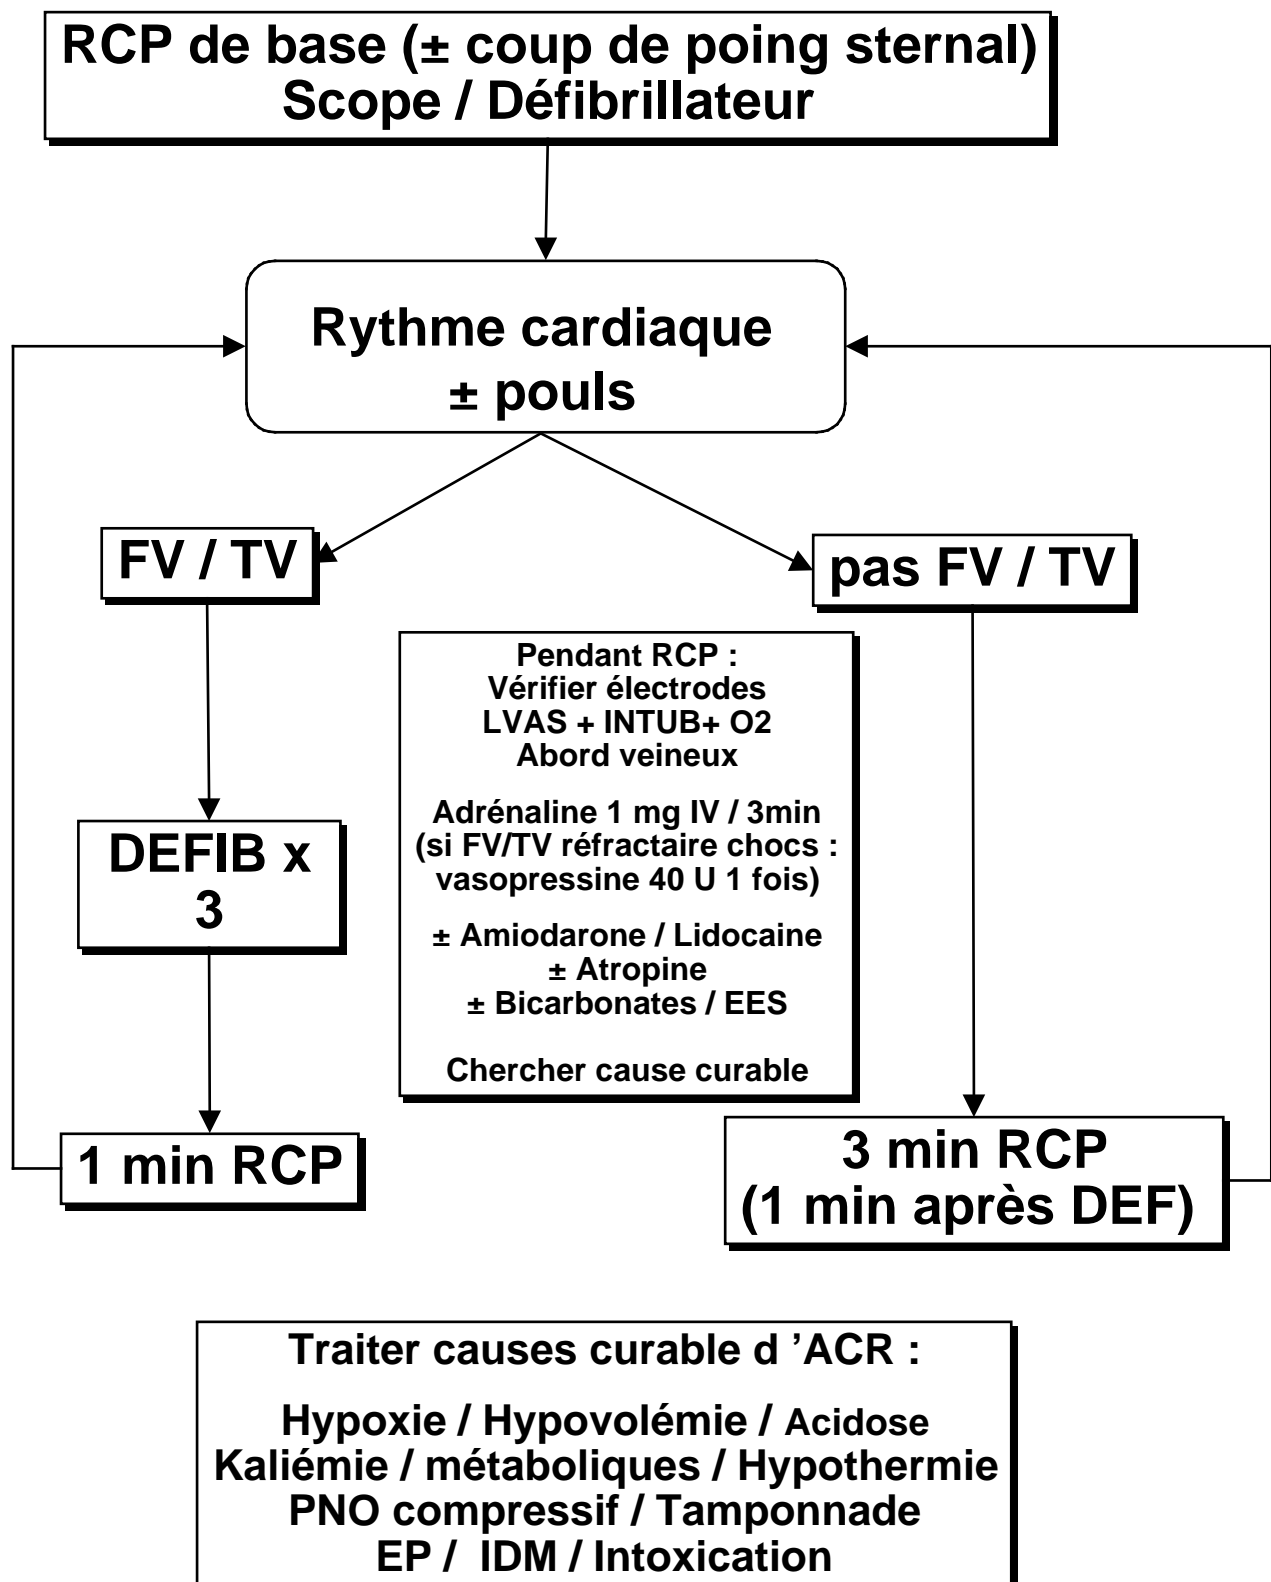 RCP de base (± coup de poing sternal)
Scope / Défibrillateur
Rythme cardiaque
± pouls
FV / TV
pas FV / TV
Pendant RCP :
Vérifier électrodes
LVAS + INTUB+ O2
Abord veineux
Adrénaline 1 mg IV / 3min
(si FV/TV réfractaire chocs :
vasopressine 40 U 1 fois)
± Amiodarone / Lidocaine
± Atropine
± Bicarbonates / EES
Chercher cause curable
DEFIB x
3
1 min RCP
3 min RCP
(1 min après DEF)
Traiter causes curable d ’ACR :
Hypoxie / Hypovolémie / Acidose
Kaliémie / métaboliques / Hypothermie
PNO compressif / Tamponnade
EP /  IDM / Intoxication